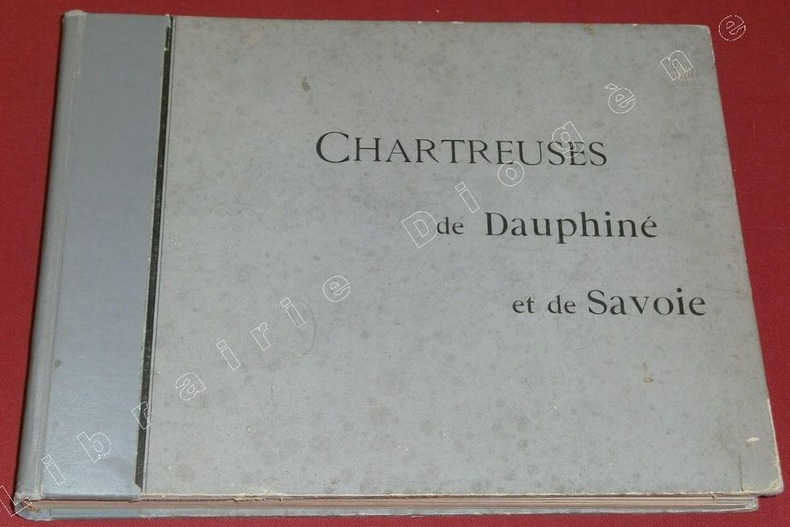 CHARTREUSES
de Dauphiné
et de Savoie
Librairie Diogène